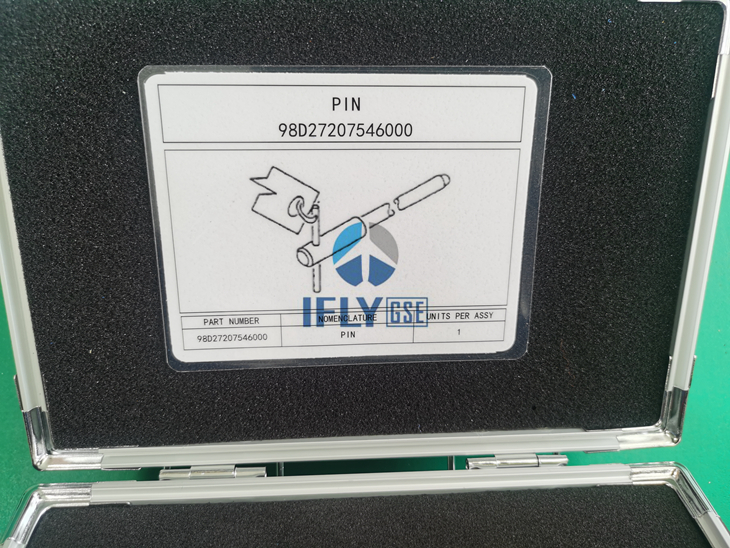 PIN
98D27207546000
IFLY GSE
PART NUMBER NOMENCLATURE UNITS PER ASSY
98D27207546000 PIN 1